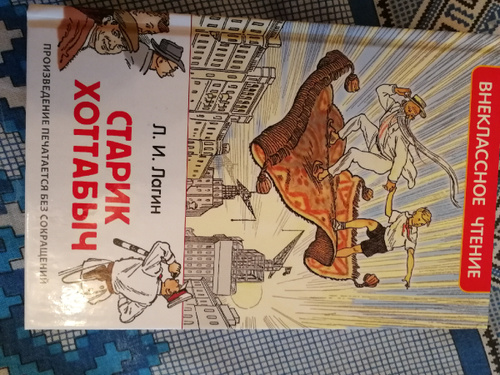 ВНЕКЛАССНОЕ ЧТЕНИЕ
Л. И. Лагин
СТАРИК
ХОТТАБЫЧ
ПРОИЗВЕДЕНИЕ ПЕЧАТАЕТСЯ БЕЗ СОКРАЩЕНИЙ